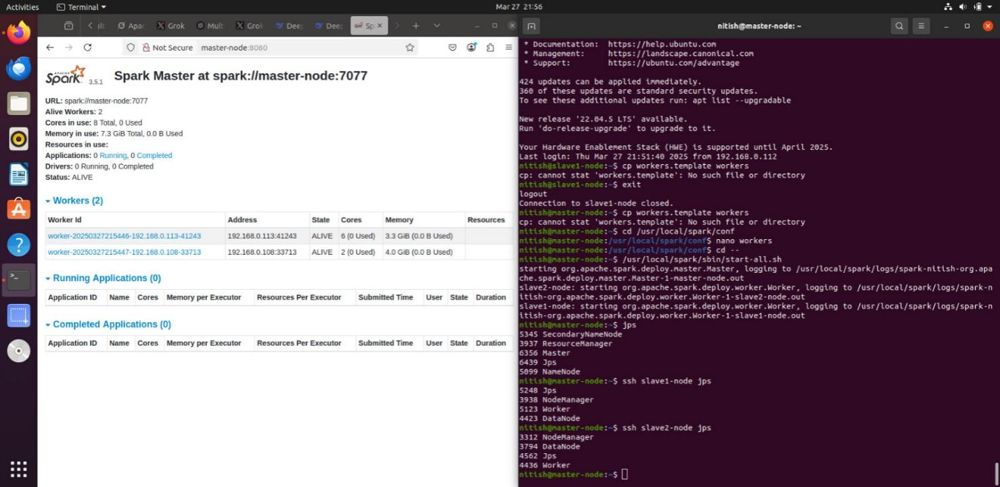 Activities
Terminal
Mar 27 21:56
Apac
Grok
Mult
Grok
Deep
Deep
Sp
nitish@master-node: ~
Not Secure
master-node:8080
APACHE Spark 3.5.1
Spark Master at spark://master-node:7077
URL: spark://master-node:7077
Alive Workers: 2
Cores in use: 8 Total, 0 Used
Memory in use: 7.3 GiB Total, 0.0 B Used
Resources in use:
Applications: 0 Running, 0 Completed
Drivers: 0 Running, 0 Completed
Status: ALIVE
Workers (2)
Worker Id Address State Cores Memory Resources
worker-20250327215446-192.168.0.113-41243 192.168.0.113:41243 ALIVE 6 (0 Used) 3.3 GiB (0.0 B Used)
worker-20250327215447-192.168.0.108-33713 192.168.0.108:33713 ALIVE 2 (0 Used) 4.0 GiB (0.0 B Used)
Running Applications (0)
Application ID Name Cores Memory per Executor Resources Per Executor Submitted Time User State Duration
Completed Applications (0)
Application ID Name Cores Memory per Executor Resources Per Executor Submitted Time User State Duration
* Documentation: https://help.ubuntu.com
* Management: https://landscape.canonical.com
* Support: https://ubuntu.com/advantage
424 updates can be applied immediately.
360 of these updates are standard security updates.
To see these additional updates run: apt list --upgradable
New release '22.04.5 LTS' available.
Run 'do-release-upgrade' to upgrade to it.
Your Hardware Enablement Stack (HWE) is supported until April 2025.
Last login: Thu Mar 27 21:51:40 2025 from 192.168.0.112
nitish@slave1-node:~$ cp workers.template workers
cp: cannot stat 'workers.template': No such file or directory
nitish@slave1-node:~$ exit
logout
Connection to slave1-node closed.
nitish@master-node:~$ cp workers.template workers
cp: cannot stat 'workers.template': No such file or directory
nitish@master-node:~$ cd /usr/local/spark/conf
nitish@master-node:/usr/local/spark/conf$ nano workers
nitish@master-node:/usr/local/spark/conf$ cd --
nitish@master-node:~$ /usr/local/spark/sbin/start-all.sh
starting org.apache.spark.deploy.master.Master, logging to /usr/local/spark/logs/spark-nitish-org.apa
che.spark.deploy.master.Master-1-master-node.out
slave2-node: starting org.apache.spark.deploy.worker.Worker, logging to /usr/local/spark/logs/spark-n
itish-org.apache.spark.deploy.worker.Worker-1-slave2-node.out
slave1-node: starting org.apache.spark.deploy.worker.Worker, logging to /usr/local/spark/logs/spark-n
itish-org.apache.spark.deploy.worker.Worker-1-slave1-node.out
nitish@master-node:~$ jps
5345 SecondaryNameNode
3937 ResourceManager
6356 Master
6439 Jps
5099 NameNode
nitish@master-node:~$ ssh slave1-node jps
5248 Jps
3938 NodeManager
5123 Worker
4423 DataNode
nitish@master-node:~$ ssh slave2-node jps
3312 NodeManager
3794 DataNode
4562 Jps
4436 Worker
nitish@master-node:~$